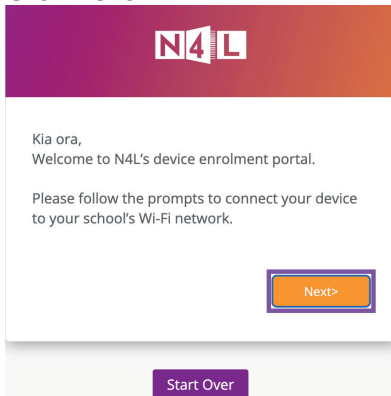 N4L
Kia ora,
Welcome to N4L's device enrolment portal.
Please follow the prompts to connect your device
to your school's Wi-Fi network.
Next>
Start Over